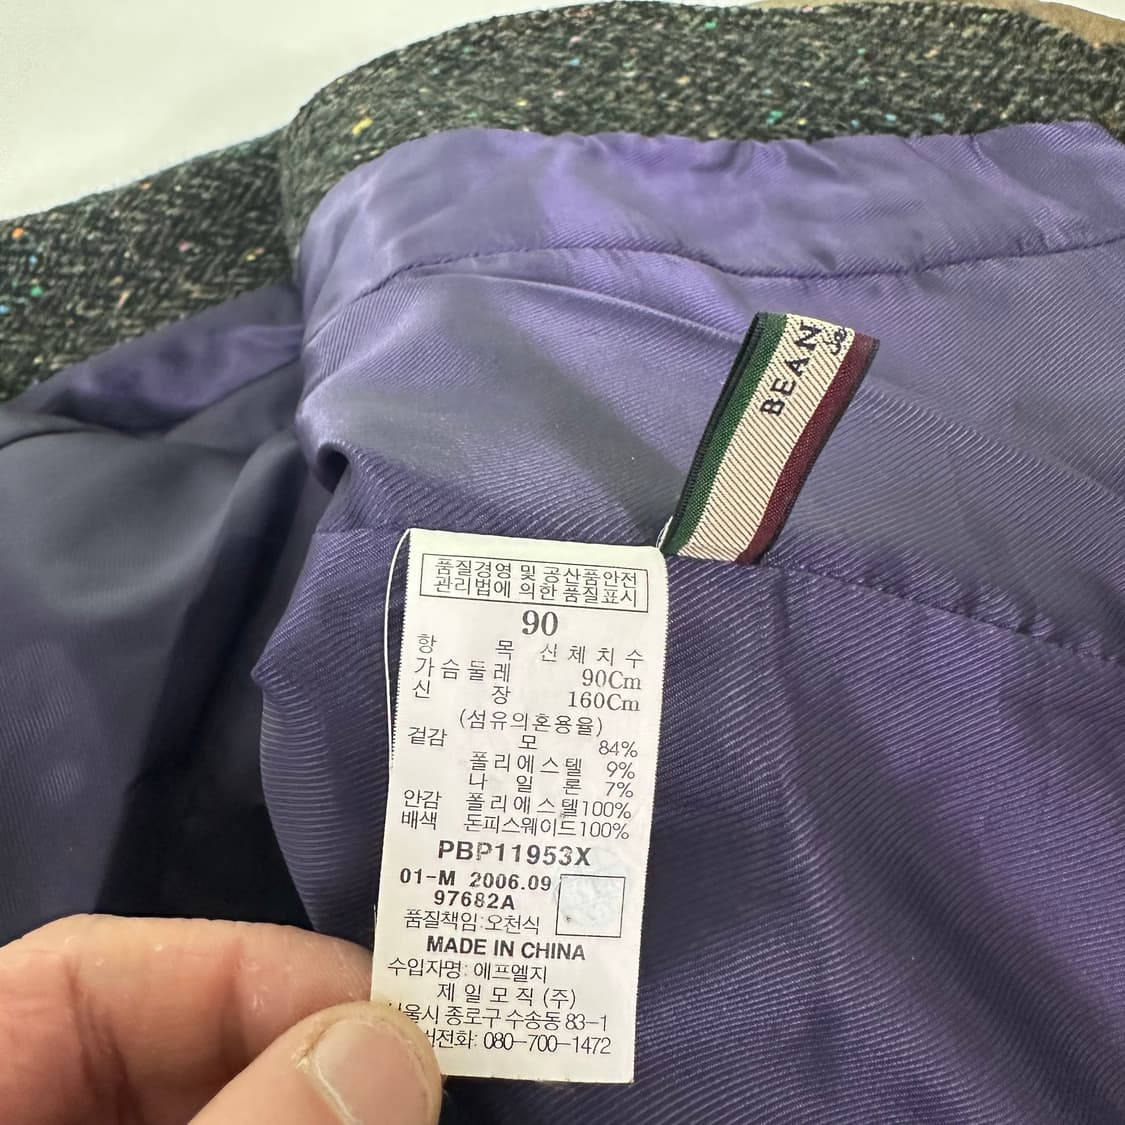 BEAN
품질경영 및 공산품안전
관리법에 의한 품질표시
90
항 목 신체치수
가슴둘레 90Cm
신 장 160Cm
(섬유의혼용율)
겉감 모 84%
폴리에스텔 9%
나 일 론 7%
안감 폴리에스텔100%
배색 돈피스웨이드100%
PBP11953X
01-M 2006.09
97682A
품질책임:오천식
MADE IN CHINA
수입자명: 에프엘지
제일모직 (주)
종로구 수송동 83-1
080-700-1472